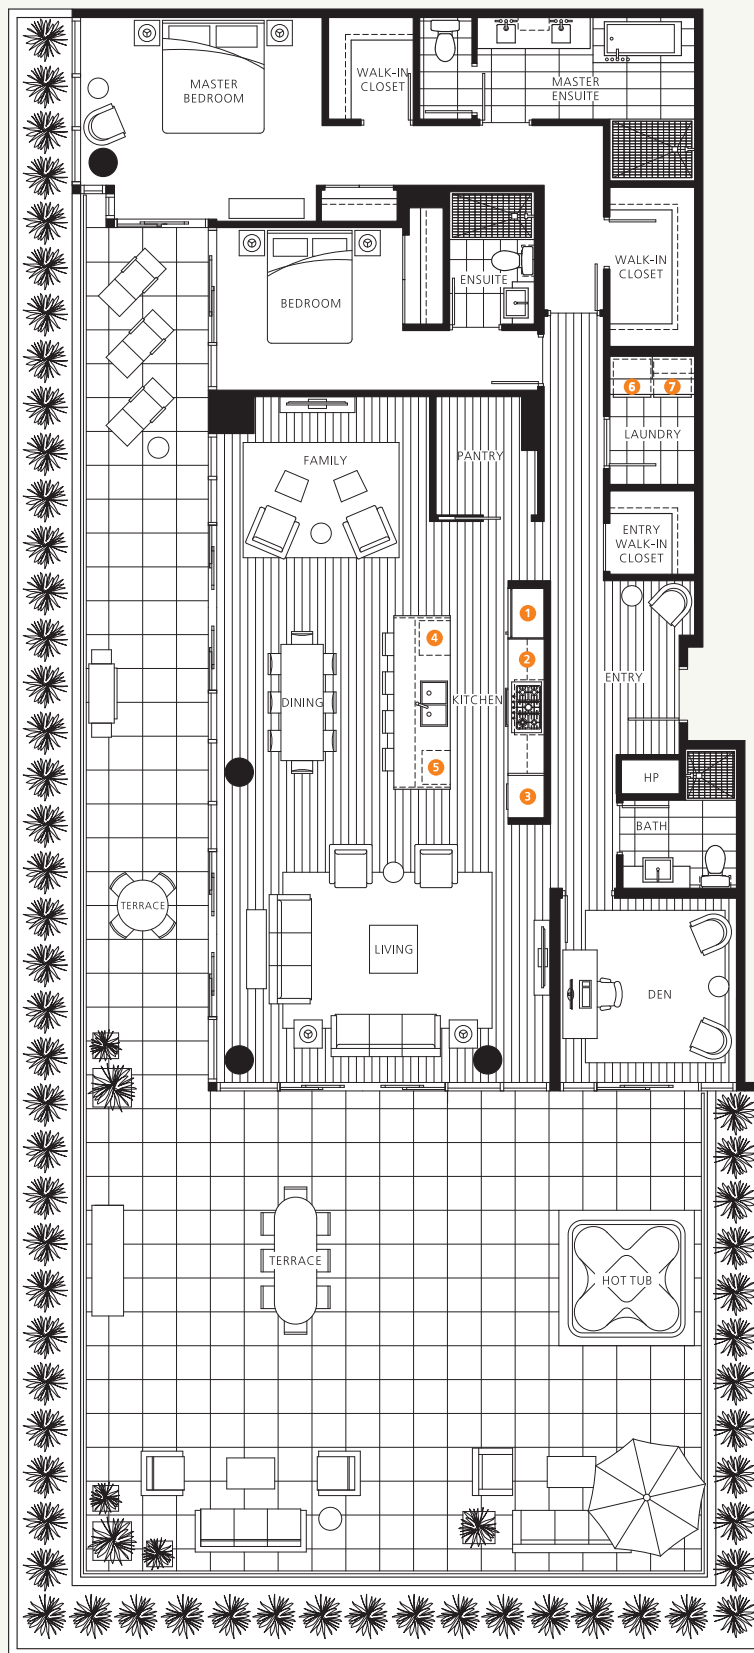 MASTER
BEDROOM
WALK-IN
CLOSET
MASTER
ENSUITE
WALK-IN
CLOSET
ENSUITE
BEDROOM
6
7
LAUNDRY
FAMILY
PANTRY
ENTRY
WALK-IN
CLOSET
1
4
2
ENTRY
DINING
KITCHEN
5
3
HP
BATH
TERRACE
LIVING
DEN
TERRACE
HOT TUB